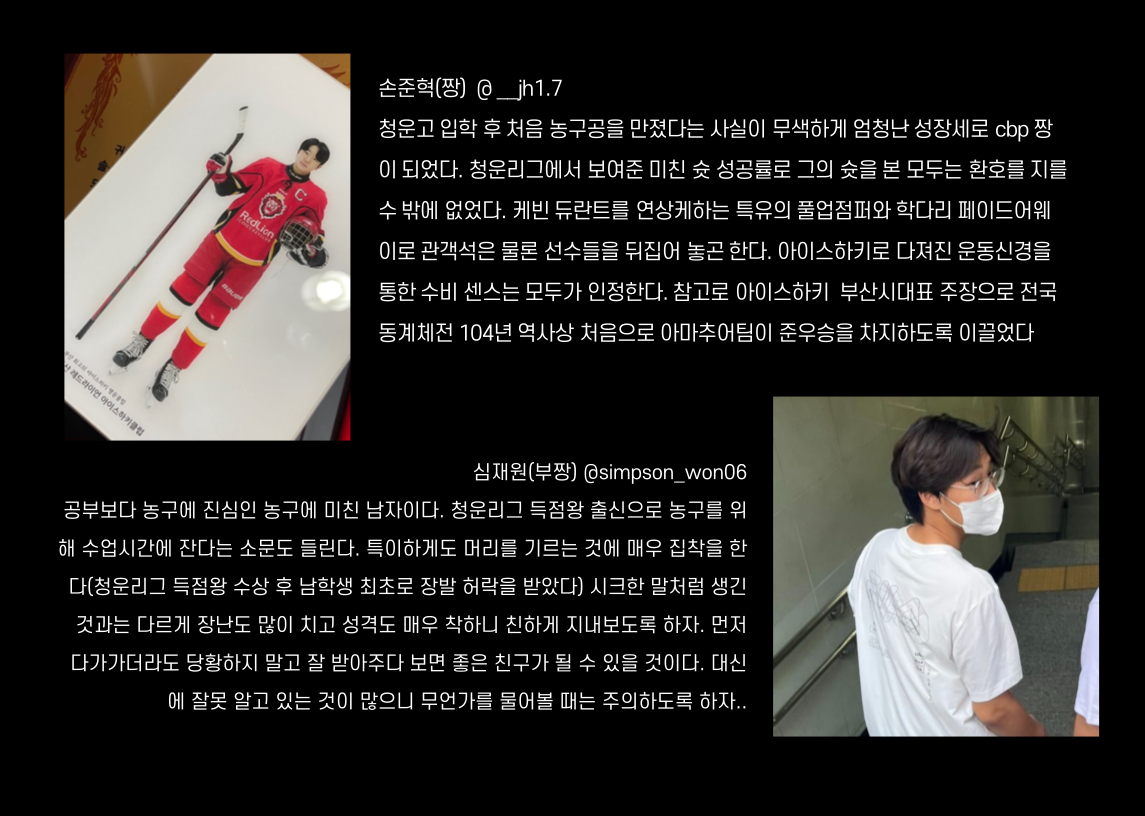 손준혁(짱) @__jh1.7
청운고 입학 후 처음 농구공을 만졌다는 사실이 무색하게 엄청난 성장세로 cbp 짱
이 되었다. 청운리그에서 보여준 미친 슛 성공률로 그의 슛을 본 모두는 환호를 지를
수 밖에 없었다. 케빈 듀란트를 연상케하는 특유의 풀업점퍼와 학다리 페이드어웨
이로 관객석은 물론 선수들을 뒤집어 놓곤 한다. 아이스하키로 다져진 운동신경을
통한 수비 센스는 모두가 인정한다. 참고로 아이스하키 부산시대표 주장으로 전국
동계체전 104년 역사상 처음으로 아마추어팀이 준우승을 차지하도록 이끌었다
C
RedLion
BAUER
산 레드라이언 아이스하키클럽
심재원(부짱) @simpson_won06
공부보다 농구에 진심인 농구에 미친 남자이다. 청운리그 득점왕 출신으로 농구를 위
해 수업시간에 잔다는 소문도 들린다. 특이하게도 머리를 기르는 것에 매우 집착을 한
다(청운리그 득점왕 수상 후 남학생 최초로 장발 허락을 받았다) 시크한 말처럼 생긴
것과는 다르게 장난도 많이 치고 성격도 매우 착하니 친하게 지내보도록 하자. 먼저
다가가더라도 당황하지 말고 잘 받아주다 보면 좋은 친구가 될 수 있을 것이다. 대신
에 잘못 알고 있는 것이 많으니 무언가를 물어볼 때는 주의하도록 하자..